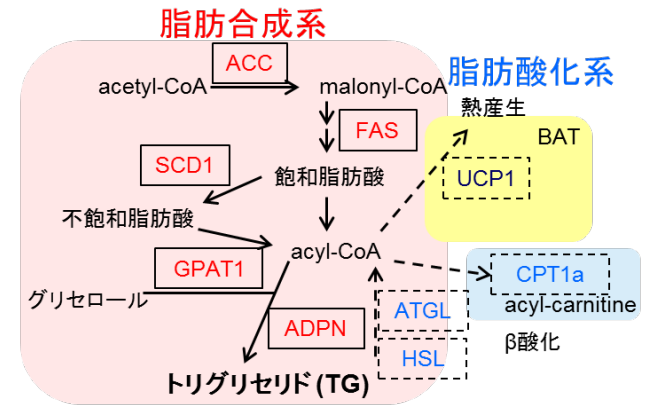 脂肪合成系
脂肪酸化系
ACC
acetyl-CoA
malonyl-CoA
熱産生
FAS
BAT
SCD1
飽和脂肪酸
UCP1
不飽和脂肪酸
acyl-CoA
GPAT1
CPT1a
グリセロール
ATGL
acyl-carnitine
ADPN
HSL
β酸化
トリグリセリド(TG)